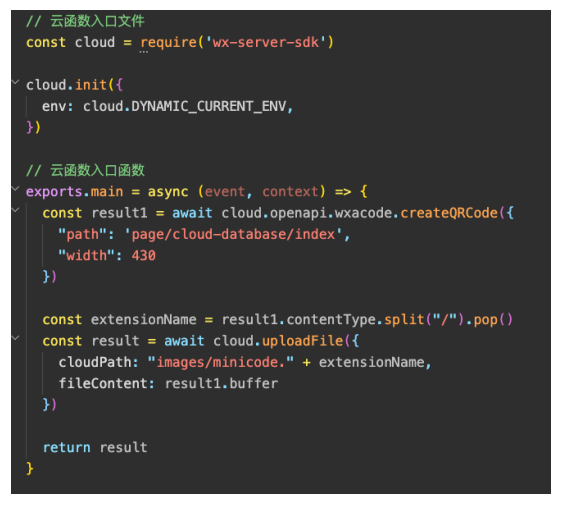 // 云函数入口文件
const cloud = require('wx-server-sdk')
cloud.init({
env: cloud.DYNAMIC_CURRENT_ENV,
})
// 云函数入口函数
exports.main = async (event, context) => {
const result1 = await cloud.openapi.wxacode.createQRCode({
"path": 'page/cloud-database/index',
"width": 430
})
const extensionName = result1.contentType.split("/").pop()
const result = await cloud.uploadFile({
cloudPath: "images/minicode." + extensionName,
fileContent: result1.buffer
})
return result
}